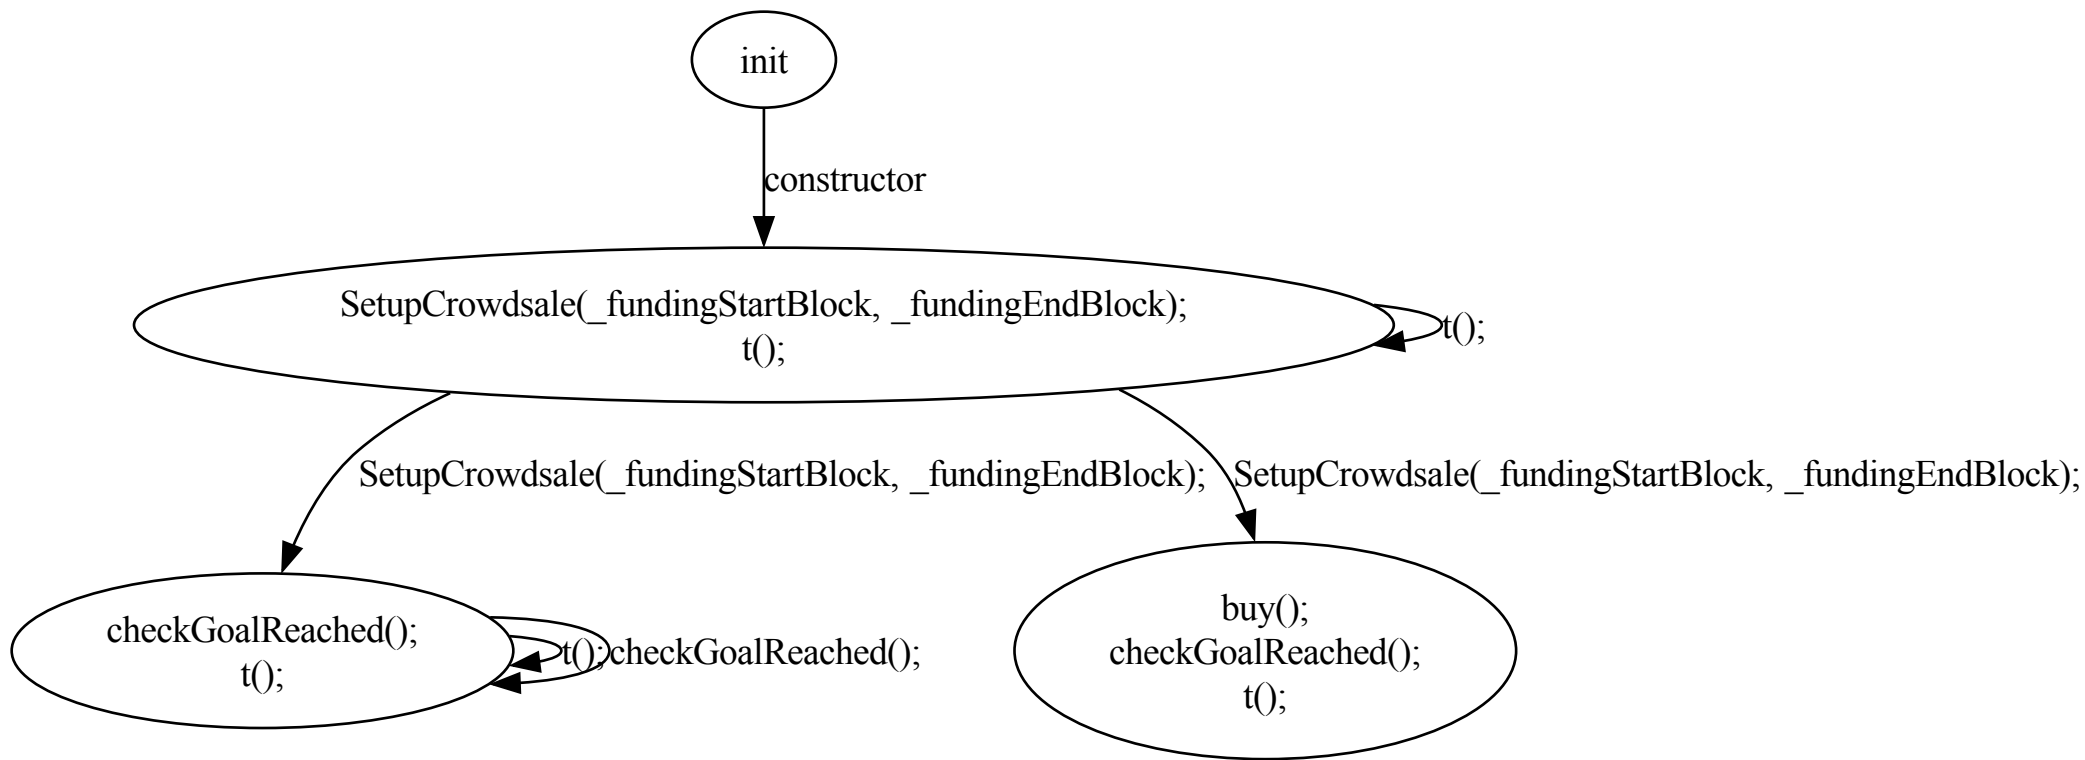 init
constructor
SetupCrowdsale(_fundingStartBlock, _fundingEndBlock);
t();
t();
SetupCrowdsale(_fundingStartBlock, _fundingEndBlock);
SetupCrowdsale(_fundingStartBlock, _fundingEndBlock);
checkGoalReached();
t();
t();
checkGoalReached();
buy();
checkGoalReached();
t();